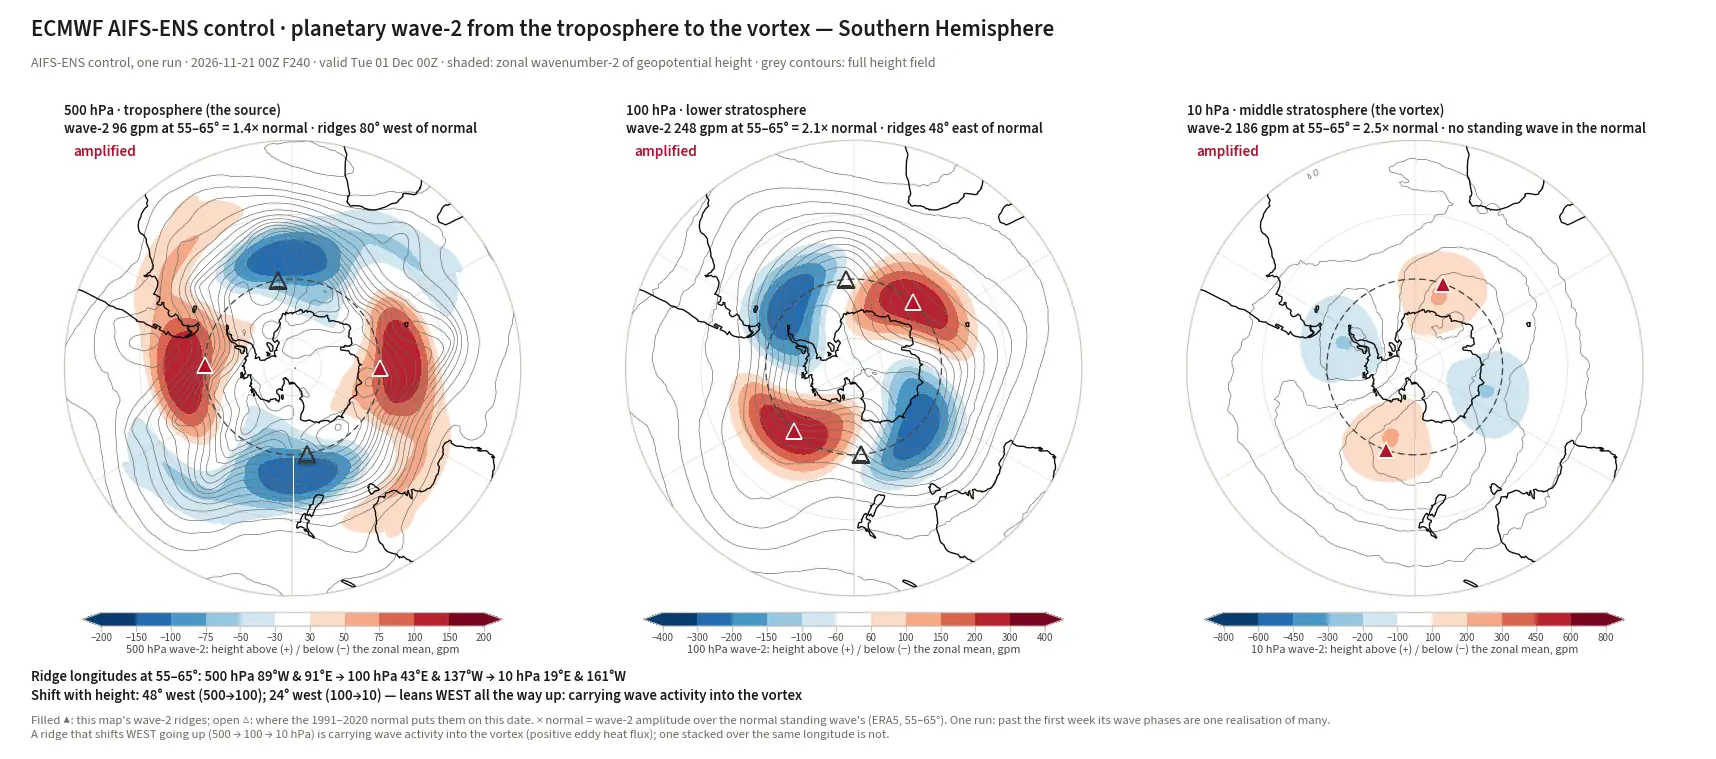 ECMWF AIFS-ENS control · planetary wave-2 from the troposphere to the vortex — Southern Hemisphere
AIFS-ENS control, one run · 2026-11-21 00Z F240 · valid Tue 01 Dec 00Z · shaded: zonal wavenumber-2 of geopotential height · grey contours: full height field
500 hPa · troposphere (the source)
wave-2 96 gpm at 55–65° = 1.4× normal · ridges 80° west of normal
amplified
100 hPa · lower stratosphere
wave-2 248 gpm at 55–65° = 2.1× normal · ridges 48° east of normal
amplified
10 hPa · middle stratosphere (the vortex)
wave-2 186 gpm at 55–65° = 2.5× normal · no standing wave in the normal
amplified
−200 −150 −100 −75 −50 −30 30 50 75 100 150 200
500 hPa wave-2: height above (+) / below (−) the zonal mean, gpm
−400 −300 −200 −150 −100 −60 60 100 150 200 300 400
100 hPa wave-2: height above (+) / below (−) the zonal mean, gpm
−800 −600 −450 −300 −200 −100 100 200 300 450 600 800
10 hPa wave-2: height above (+) / below (−) the zonal mean, gpm
Ridge longitudes at 55–65°: 500 hPa 89°W & 91°E → 100 hPa 43°E & 137°W → 10 hPa 19°E & 161°W
Shift with height: 48° west (500→100); 24° west (100→10) — leans WEST all the way up: carrying wave activity into the vortex
Filled ▲: this map's wave-2 ridges; open △: where the 1991–2020 normal puts them on this date. × normal = wave-2 amplitude over the normal standing wave's (ERA5, 55–65°). One run: past the first week its wave phases are one realisation of many.
A ridge that shifts WEST going up (500 → 100 → 10 hPa) is carrying wave activity into the vortex (positive eddy heat flux); one stacked over the same longitude is not.